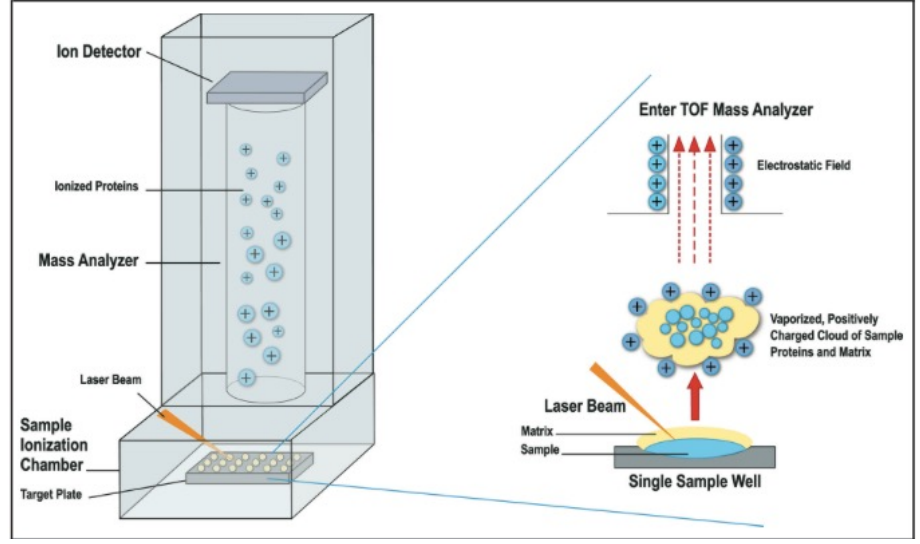 Ion Detector
Ionized Proteins
Mass Analyzer
Laser Beam
Sample
Ionization
Chamber
Target Plate
Enter TOF Mass Analyzer
Electrostatic Field
Vaporized, Positively
Charged Cloud of Sample
Proteins and Matrix
Laser Beam
Matrix
Sample
Single Sample Well